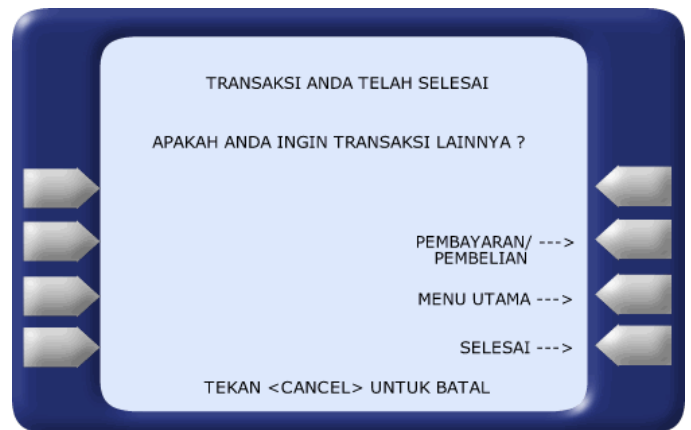 TRANSAKSI ANDA TELAH SELESAI
APAKAH ANDA INGIN TRANSAKSI LAINNYA ?
PEMBAYARAN/ --->
PEMBELIAN
MENU UTAMA --->
SELESAI --->
TEKAN <CANCEL> UNTUK BATAL